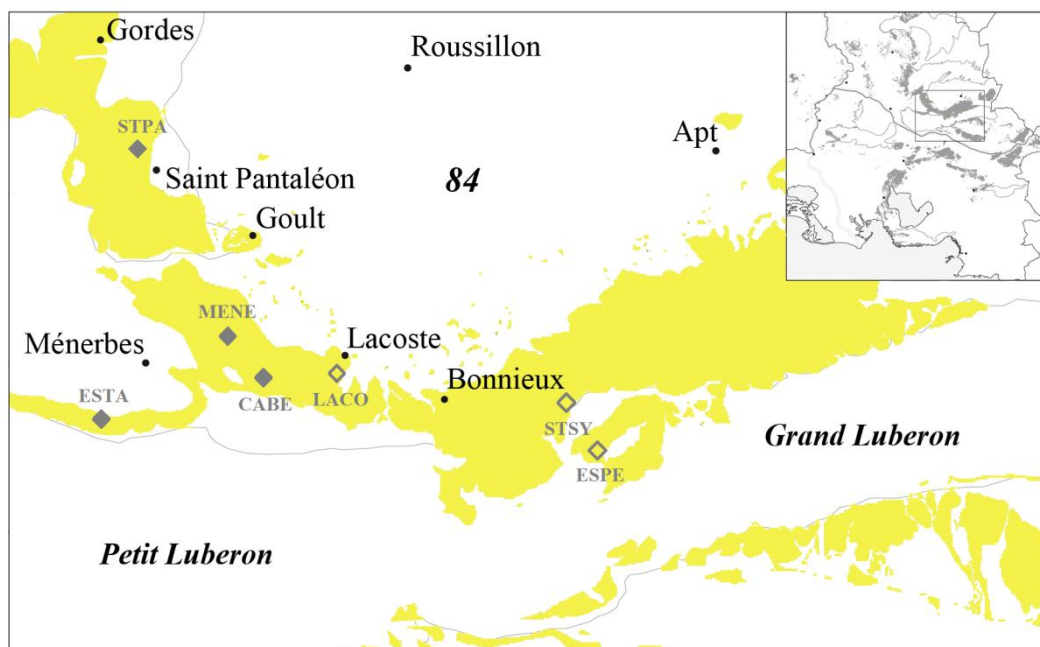 Gordes
Roussillon
STPA
Apt
Saint Pantaléon
84
Goult
MENE
Ménerbes
Lacoste
ESTA
CABE
LACO
Bonnieux
STSY
Grand Luberon
ESPE
Petit Luberon